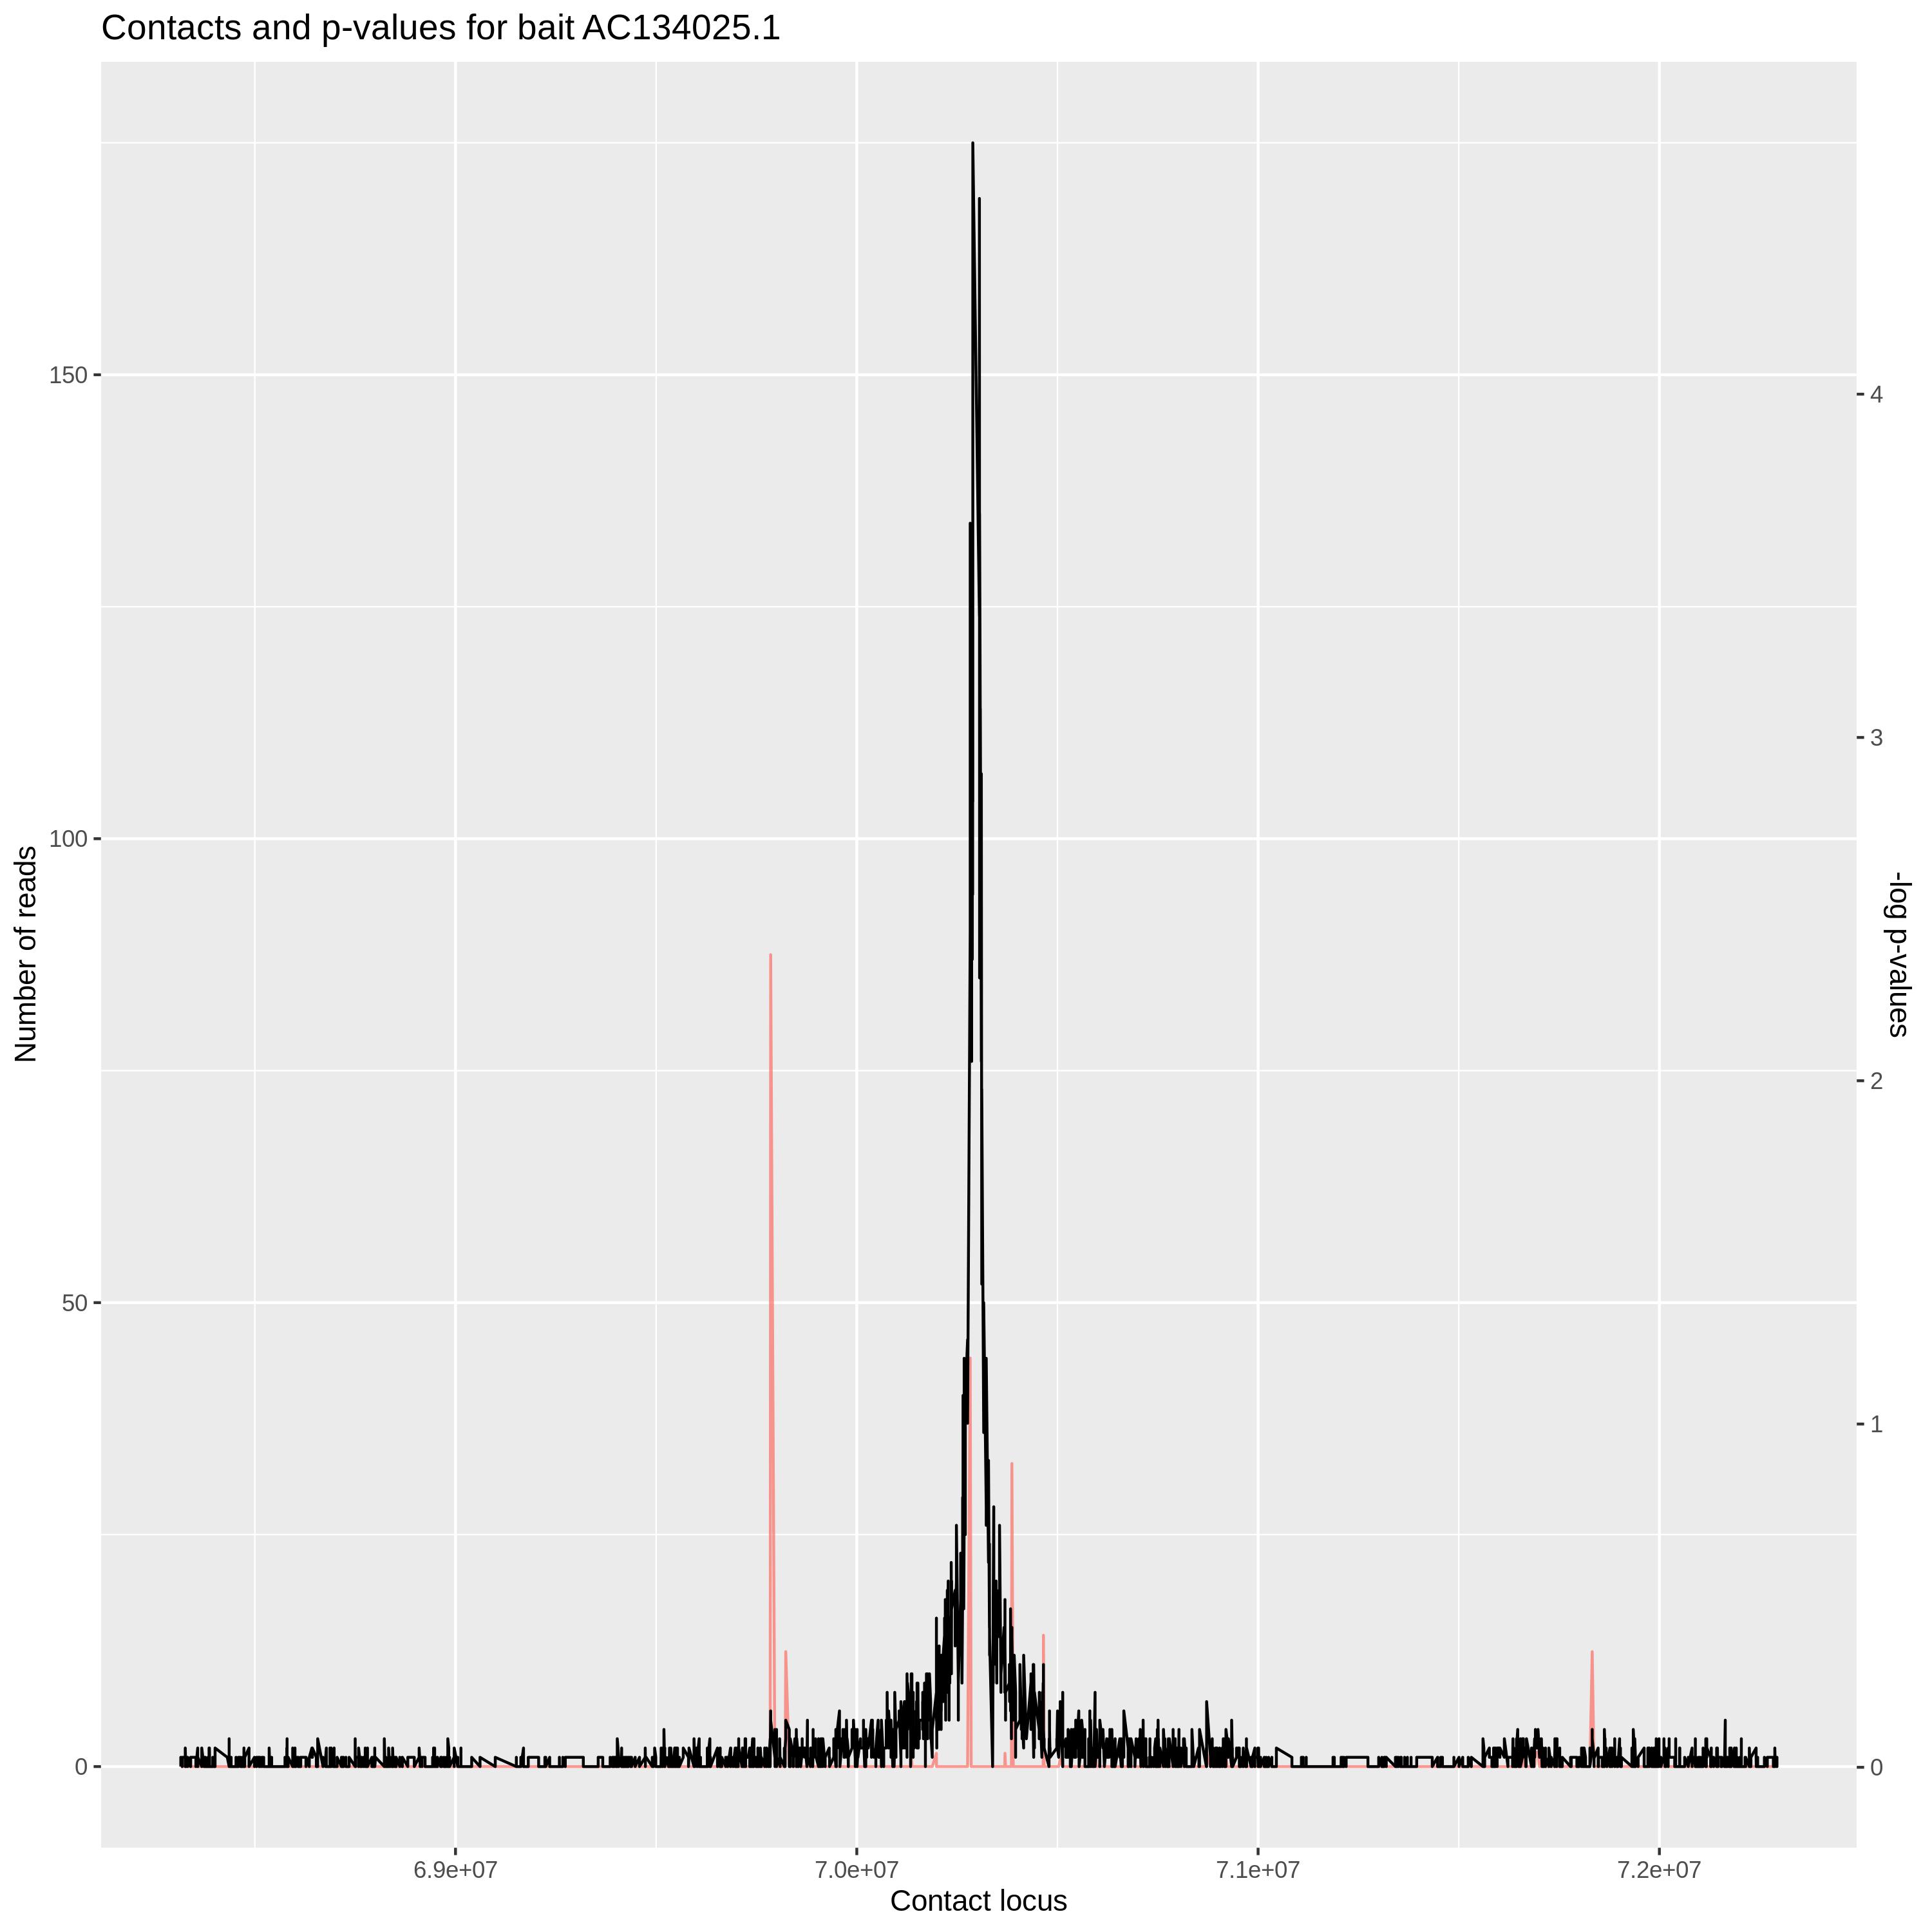 Contacts and p-values for bait AC134025.1
150
100
50
0
Number of reads
4
3
2
1
0
-log p-values
6.9e+07
7.0e+07
7.1e+07
7.2e+07
Contact locus